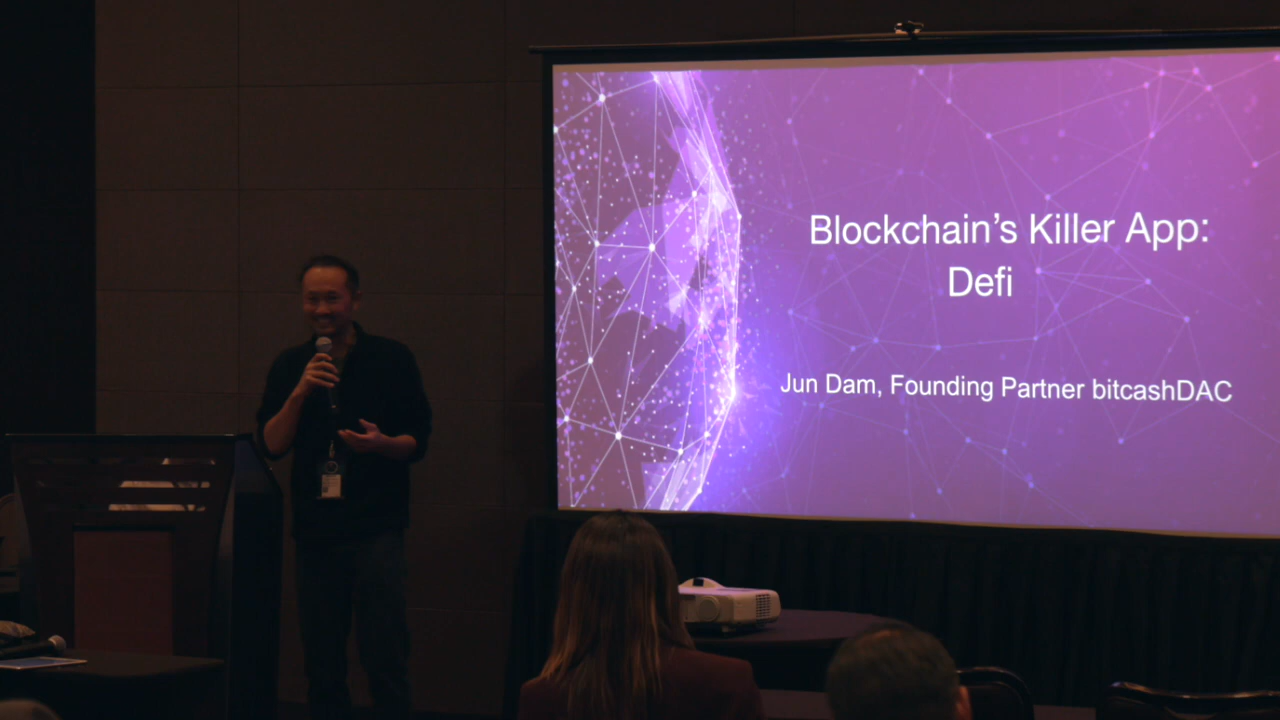 Blockchain's Killer App:
Defi
Jun Dam, Founding Partner bitcashDAC